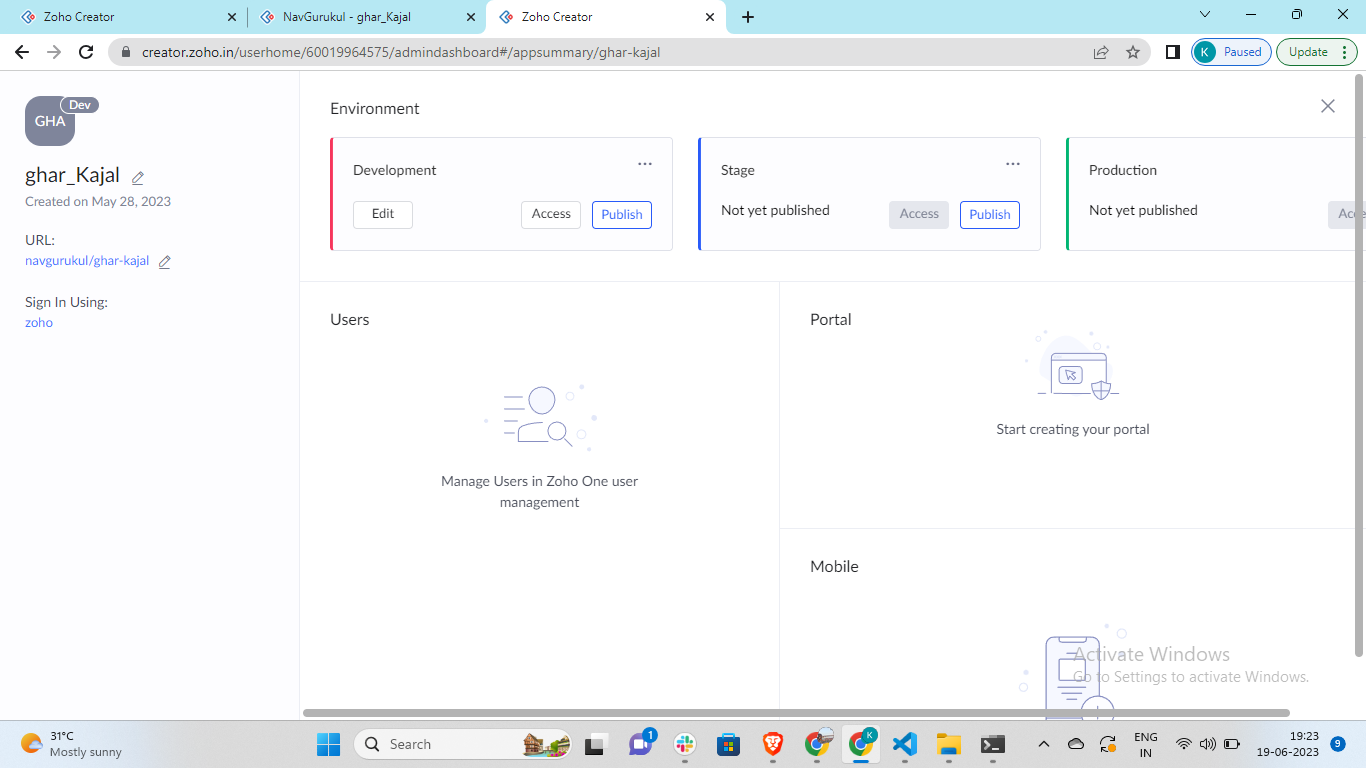 Zoho Creator
NavGurukul - ghar_Kajal
Zoho Creator
creator.zoho.in/userhome/60019964575/admindashboard#/appsummary/ghar-kajal
K
Paused
Update
GHA
Dev
ghar_Kajal
Created on May 28, 2023
URL:
navgurukul/ghar-kajal
Sign In Using:
zoho
Environment
Development
Edit
Access
Publish
Stage
Not yet published
Access
Publish
Production
Not yet published
Acce
Users
Manage Users in Zoho One user
management
Portal
Start creating your portal
Mobile
Activate Windows
Go to Settings to activate Windows.
31°C
Mostly sunny
Search
1
K
ENG
IN
19:23
19-06-2023
9